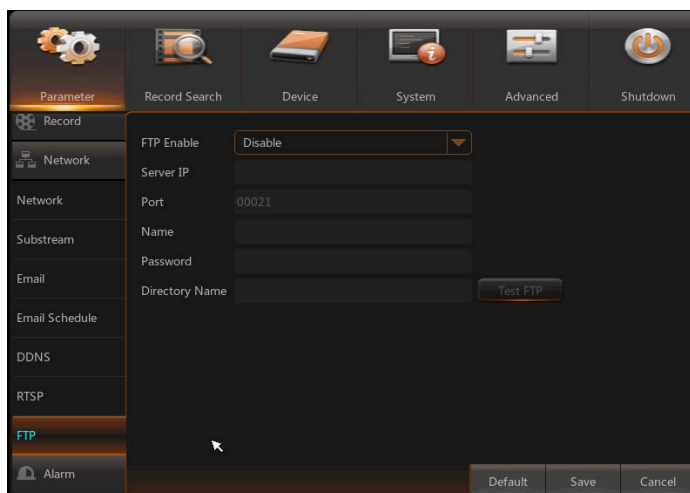 Parameter
Record Search
Device
System
Advanced
Shutdown
Record
Network
Network
Substream
Email
Email Schedule
DDNS
RTSP
FTP
Alarm
FTP Enable
Disable
Server IP
Port
00021
Name
Password
Directory Name
Test FTP
Default
Save
Cancel